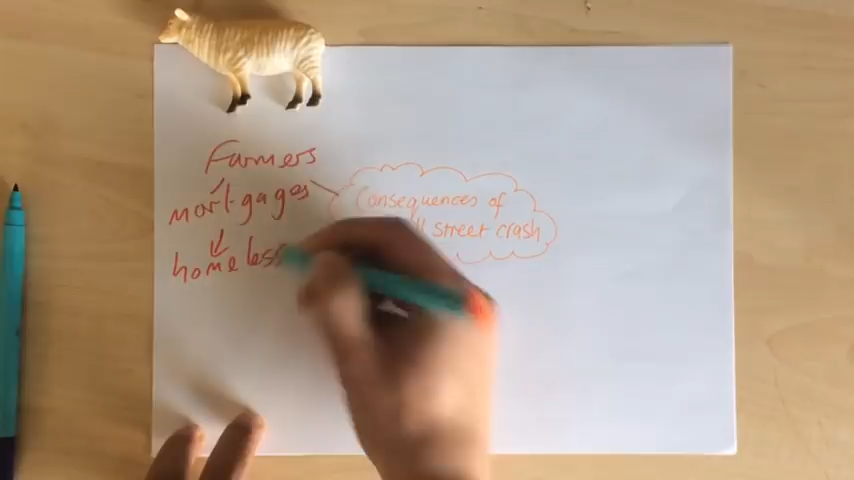 Farmers
mortgages
homeless
Consequences of
street crash